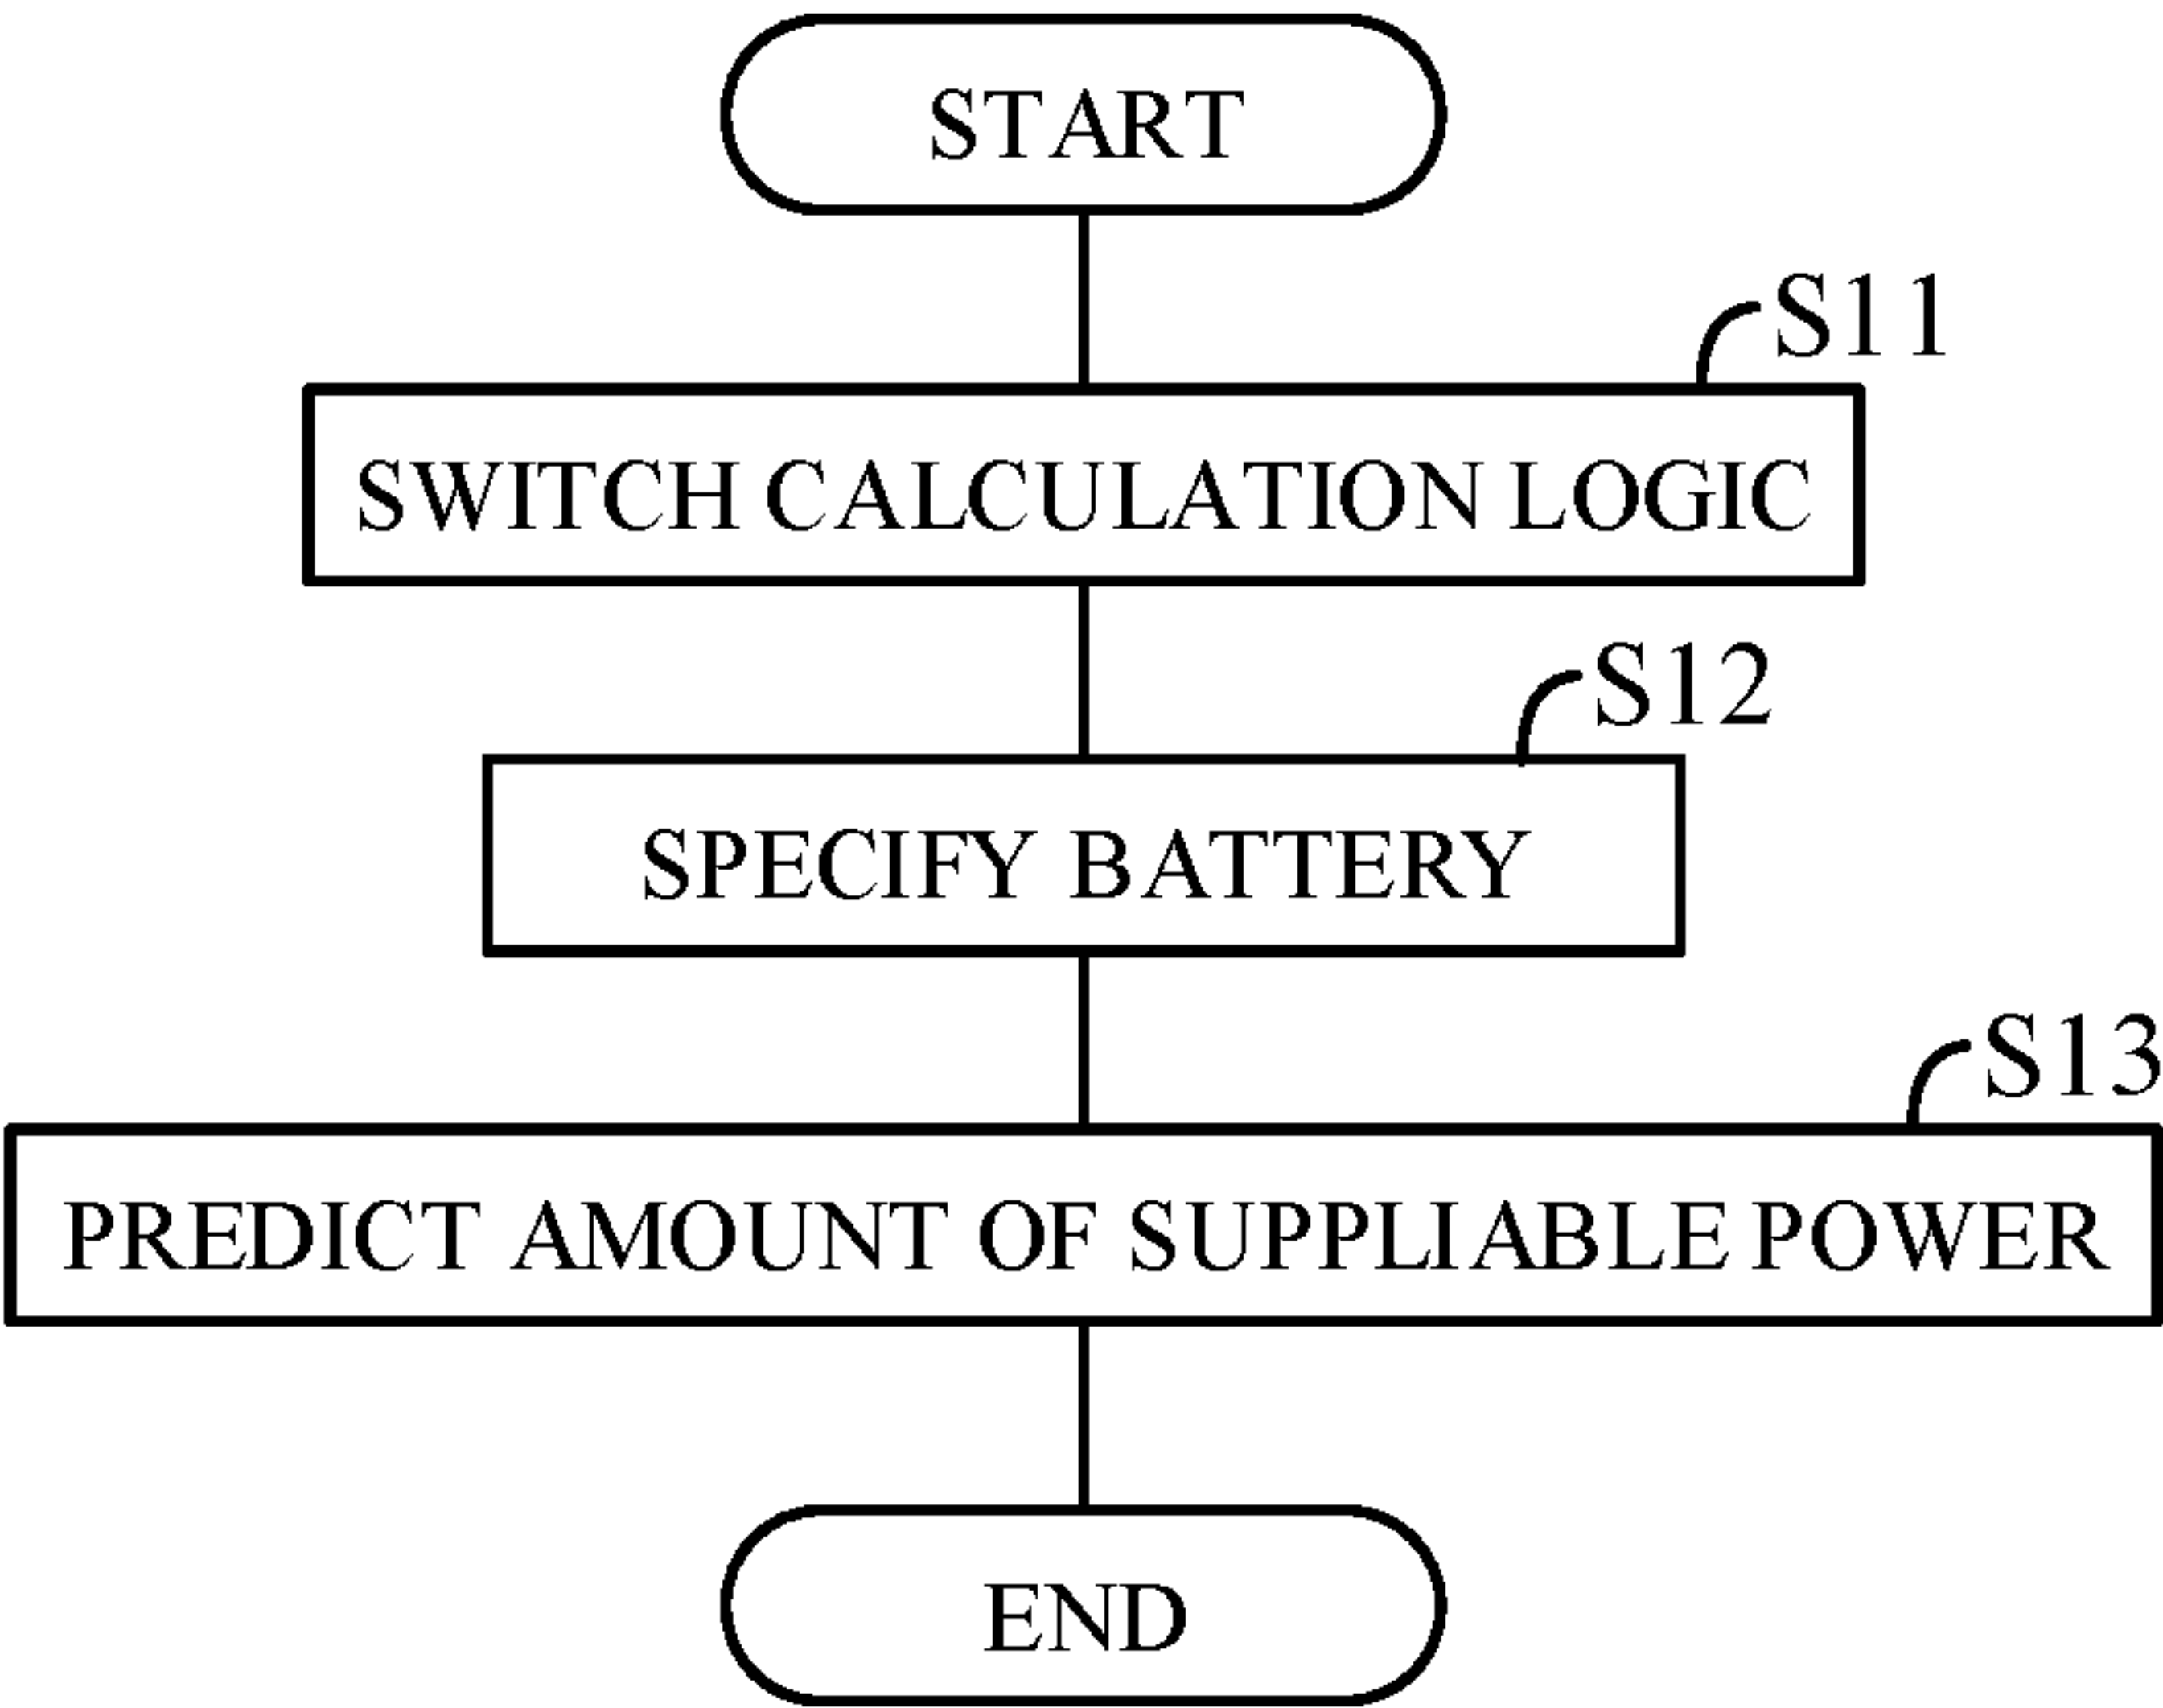 START
S11
SWITCH CALCULATION LOGIC
S12
SPECIFY BATTERY
S13
PREDICT AMOUNT OF SUPPLIABLE POWER
END